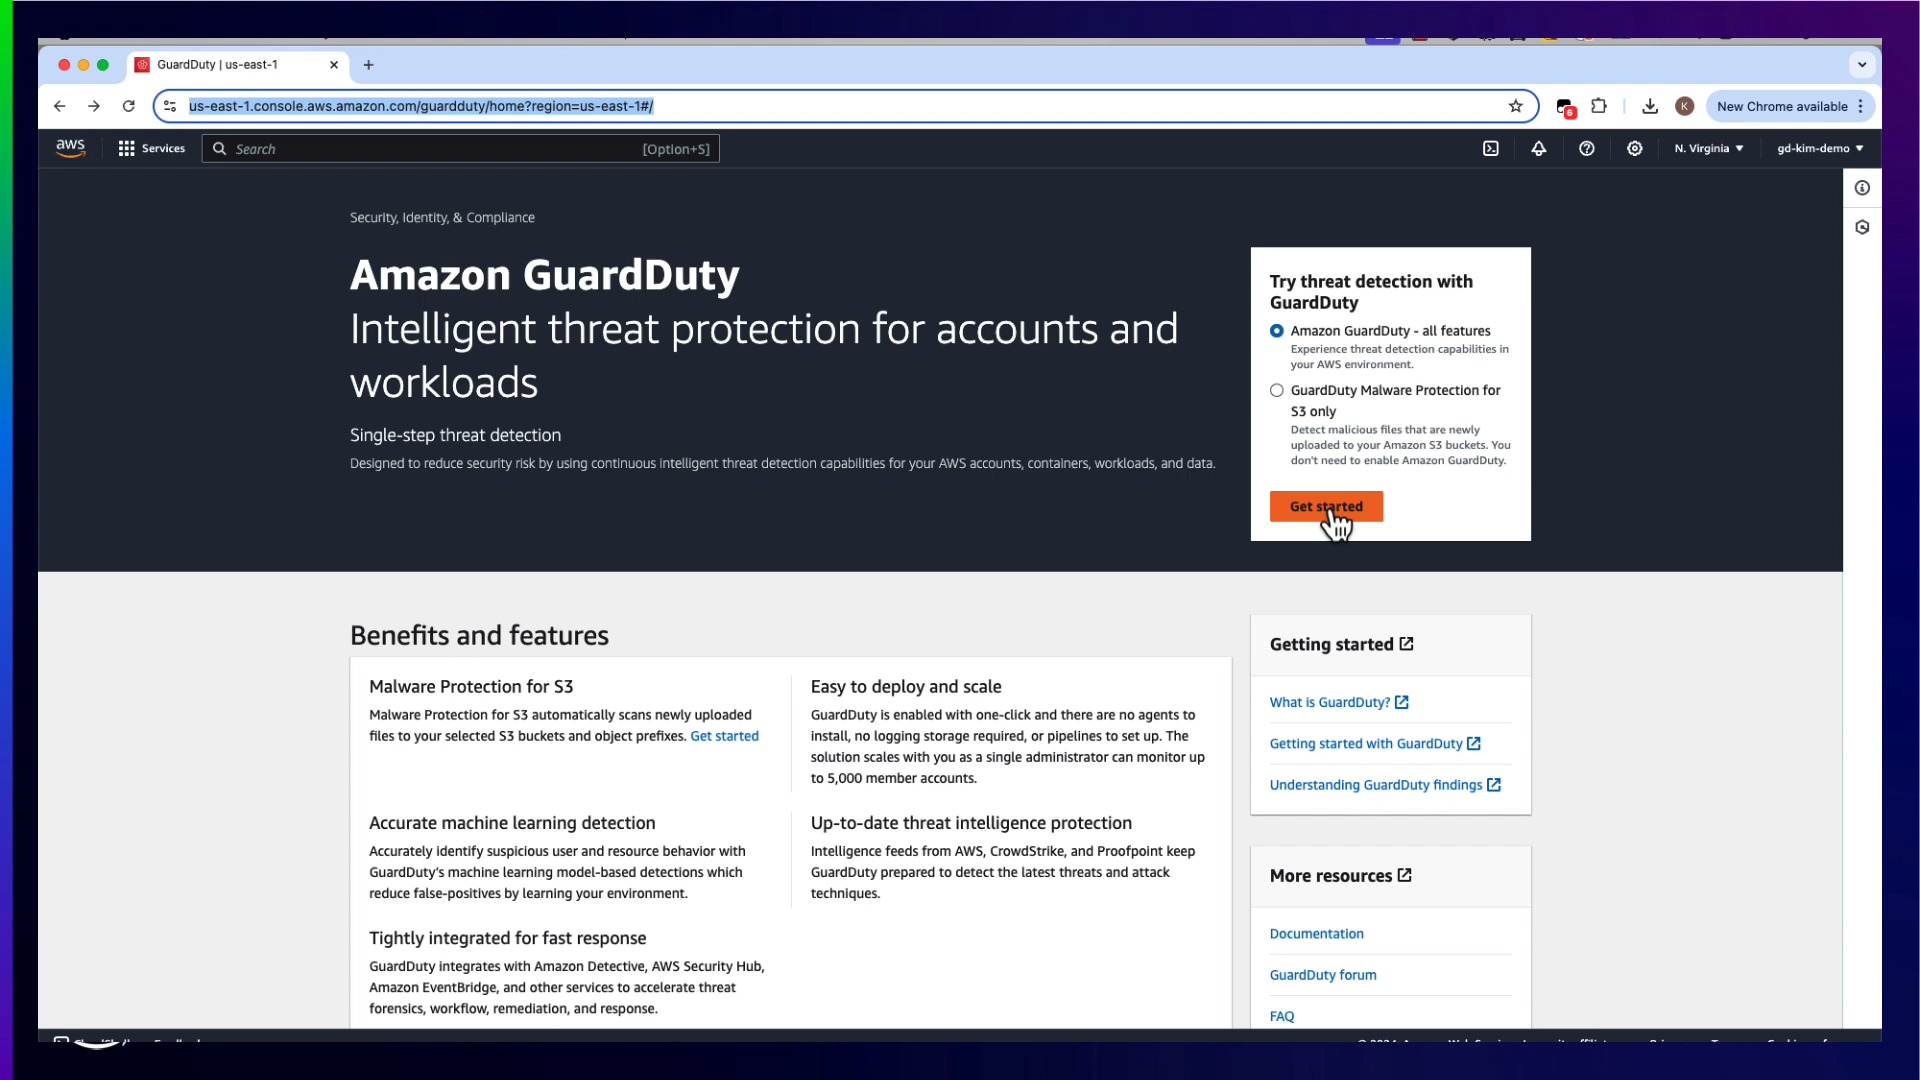 GuardDuty | us-east-1
us-east-1.console.aws.amazon.com/guardduty/home?region=us-east-1#/
6
K
New Chrome available
aws
Services
Search
[Option+S]
N. Virginia
gd-kim-demo
Security, Identity, & Compliance
Amazon GuardDuty
Intelligent threat protection for accounts and
workloads
Single-step threat detection
Designed to reduce security risk by using continuous intelligent threat detection capabilities for your AWS accounts, containers, workloads, and data.
Try threat detection with
GuardDuty
Amazon GuardDuty - all features
Experience threat detection capabilities in
your AWS environment.
GuardDuty Malware Protection for
S3 only
Detect malicious files that are newly
uploaded to your Amazon S3 buckets. You
don't need to enable Amazon GuardDuty.
Get started
Benefits and features
Malware Protection for S3
Malware Protection for S3 automatically scans newly uploaded
files to your selected S3 buckets and object prefixes. Get started
Easy to deploy and scale
GuardDuty is enabled with one-click and there are no agents to
install, no logging storage required, or pipelines to set up. The
solution scales with you as a single administrator can monitor up
to 5,000 member accounts.
Accurate machine learning detection
Accurately identify suspicious user and resource behavior with
GuardDuty's machine learning model-based detections which
reduce false-positives by learning your environment.
Up-to-date threat intelligence protection
Intelligence feeds from AWS, CrowdStrike, and Proofpoint keep
GuardDuty prepared to detect the latest threats and attack
techniques.
Tightly integrated for fast response
GuardDuty integrates with Amazon Detective, AWS Security Hub,
Amazon EventBridge, and other services to accelerate threat
forensics, workflow, remediation, and response.
Getting started
What is GuardDuty?
Getting started with GuardDuty
Understanding GuardDuty findings
More resources
Documentation
GuardDuty forum
FAQ